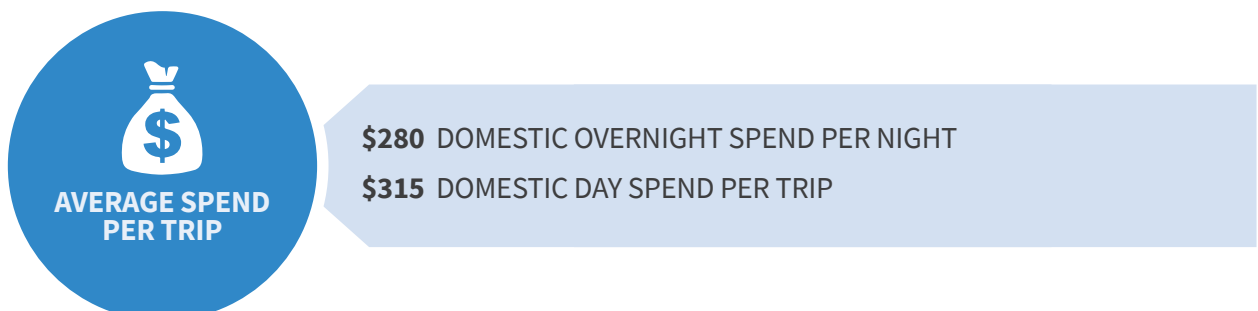 $
AVERAGE SPEND
PER TRIP
$280 DOMESTIC OVERNIGHT SPEND PER NIGHT
$315 DOMESTIC DAY SPEND PER TRIP